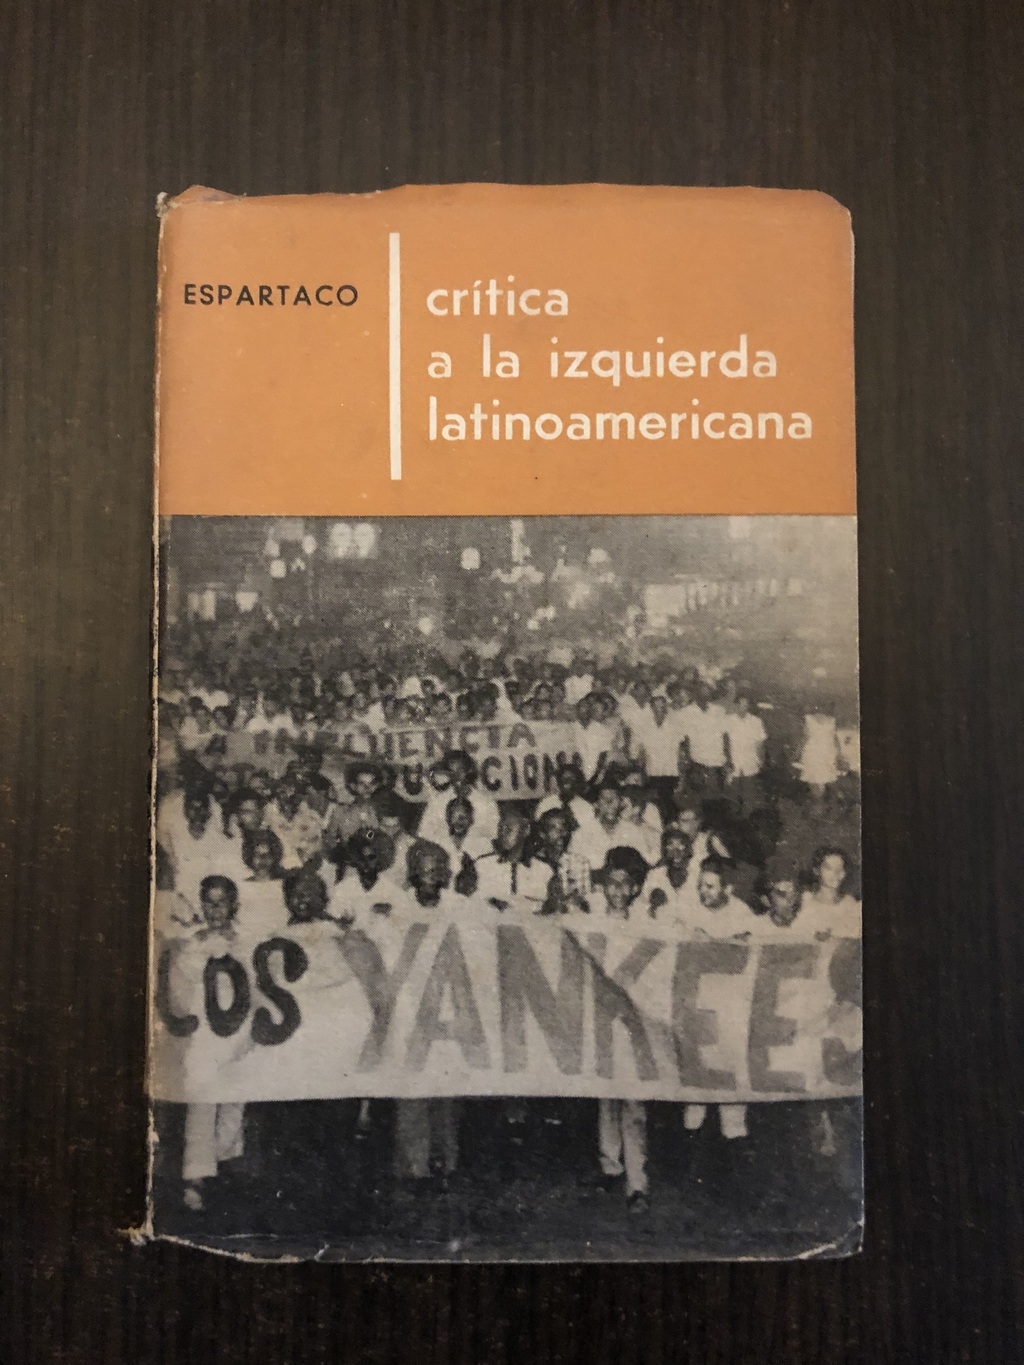 ESPARTACO
crítica
a la izquierda
latinoamericana
LOS YANKEES